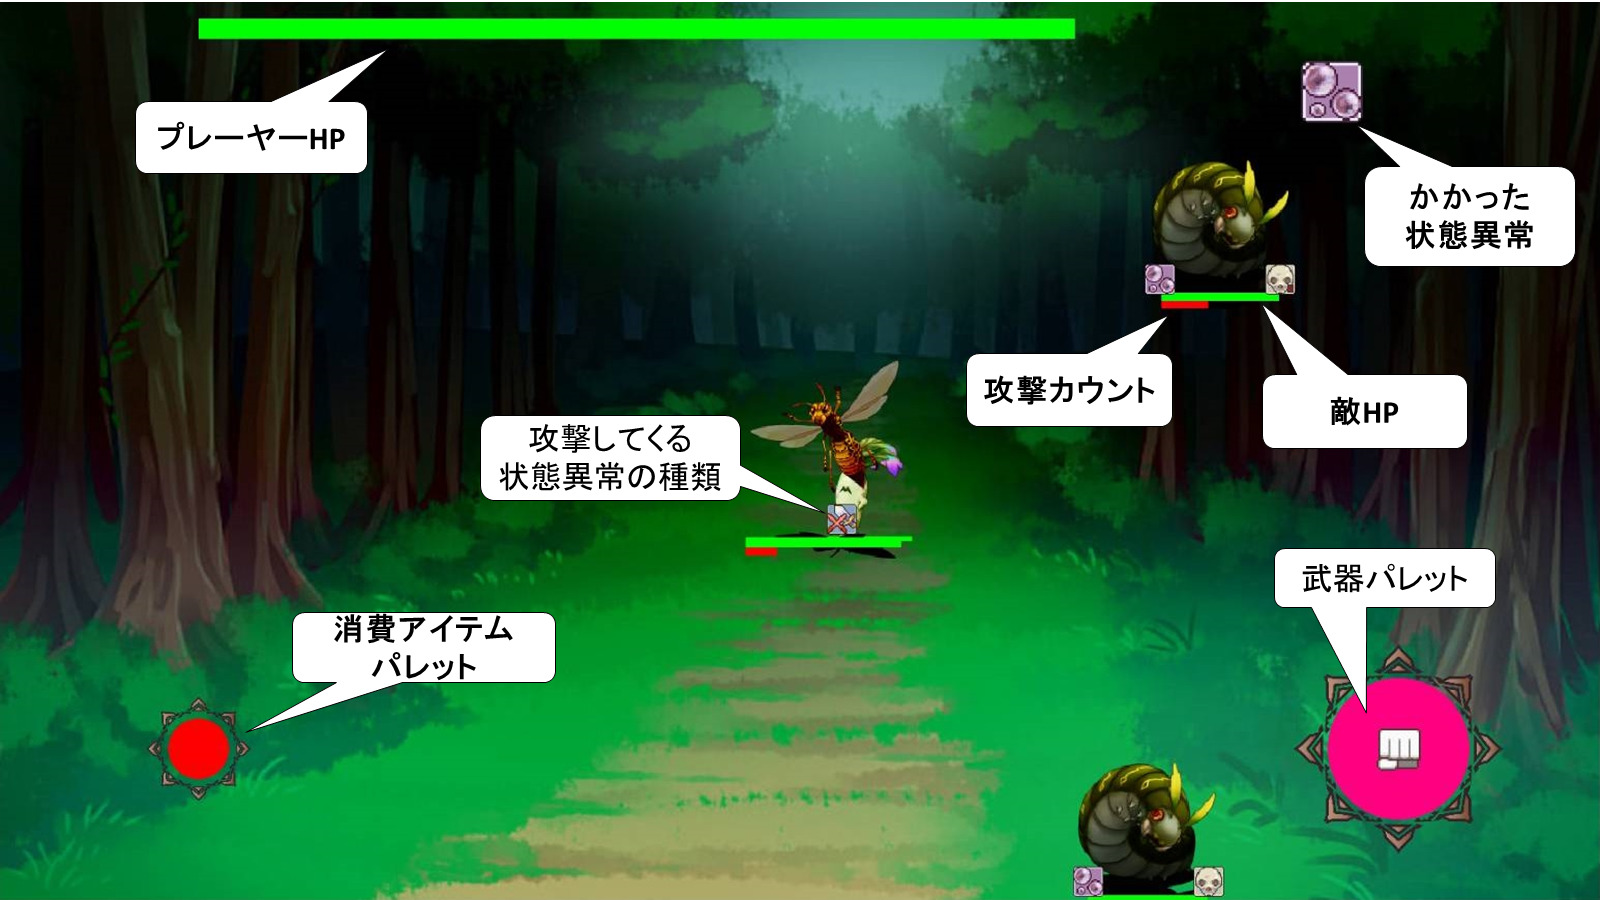 プレーヤーHP
かかった
状態異常
攻撃カウント
敵HP
攻撃してくる
状態異常の種類
武器パレット
消費アイテム
パレット